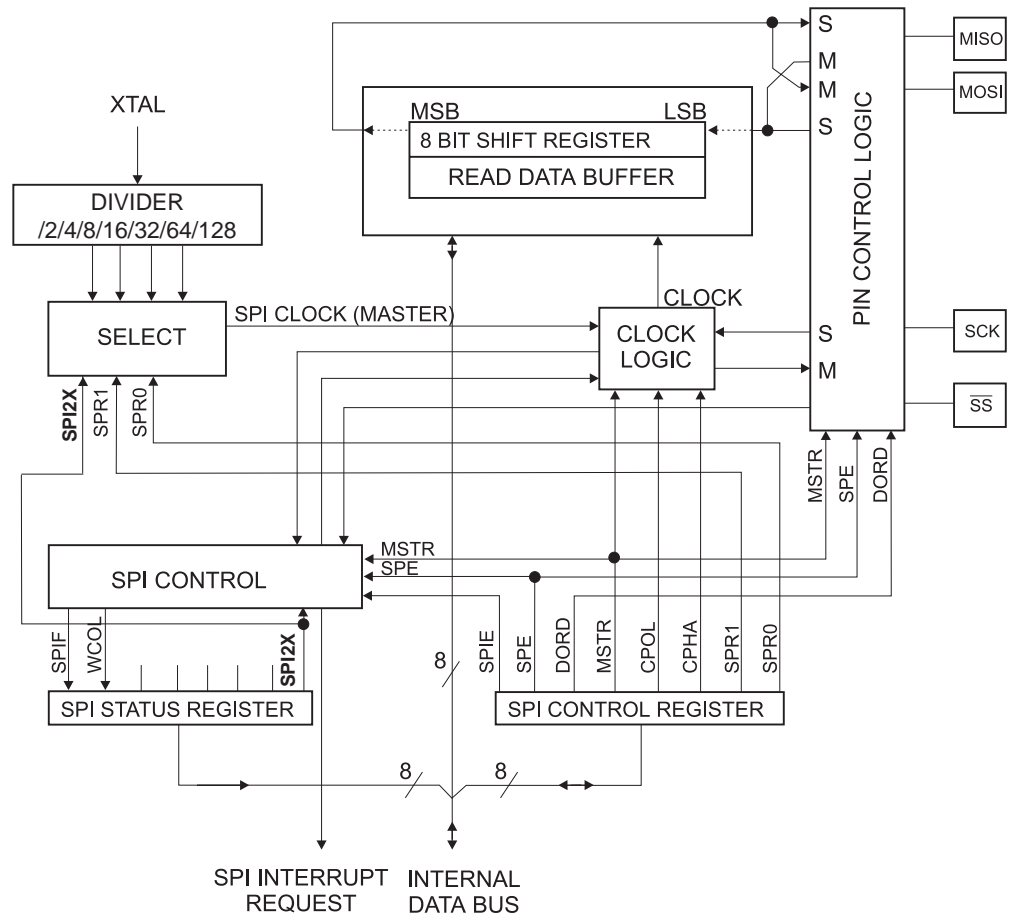 S
MISO
M
XTAL
M
MOSI
MSB
LSB
S
8 BIT SHIFT REGISTER
READ DATA BUFFER
PIN CONTROL LOGIC
DIVIDER
/2/4/8/16/32/64/128
SPI CLOCK (MASTER)
CLOCK
SELECT
CLOCK
LOGIC
S
SCK
M
SPI2X
SPR1
SPR0
SS
MSTR
SPE
DORD
MSTR
SPE
SPI CONTROL
SPIF
WCOL
SPI2X
8
SPIE
SPE
DORD
MSTR
CPOL
CPHA
SPR1
SPR0
SPI STATUS REGISTER
SPI CONTROL REGISTER
8
8
SPI INTERRUPT
REQUEST
INTERNAL
DATA BUS